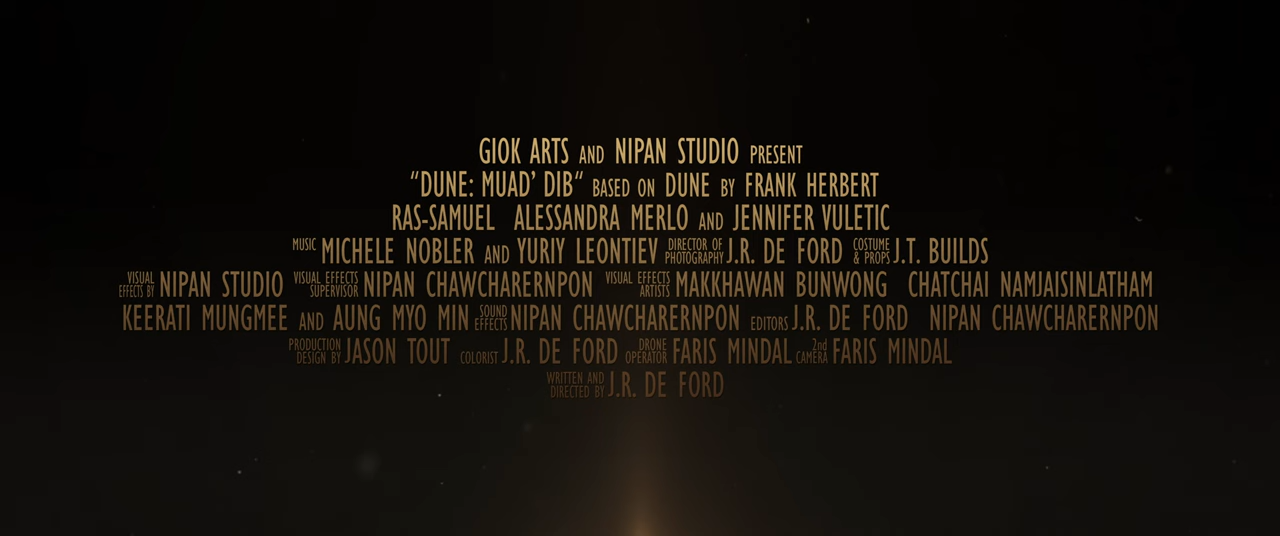 GIOK ARTS AND NIPAN STUDIO PRESENT
“DUNE: MUAD’ DIB“ BASED ON DUNE BY FRANK HERBERT
RAS-SAMUEL ALESSANDRA MERLO AND JENNIFER VULETIC
MUSIC MICHELE NOBLER AND YURIY LEONTIEV DIRECTOR OF PHOTOGRAPHY J.R. DE FORD COSTUME & PROPS J.T. BUILDS
VISUAL EFFECTS BY NIPAN STUDIO VISUAL EFFECTS SUPERVISOR NIPAN CHAWCHARERNPON VISUAL EFFECTS ARTISTS MAKKHAWAN BUNWONG CHATCHAI NAMJAISINLATHAM
KEERATI MUNGMEE AND AUNG MYO MIN SOUND EFFECTS NIPAN CHAWCHARERNPON EDITORS J.R. DE FORD NIPAN CHAWCHARERNPON
PRODUCTION DESIGN BY JASON TOUT COLORIST J.R. DE FORD DRONE OPERATOR FARIS MINDAL 2nd CAMERA FARIS MINDAL
WRITTEN AND DIRECTED BY J.R. DE FORD